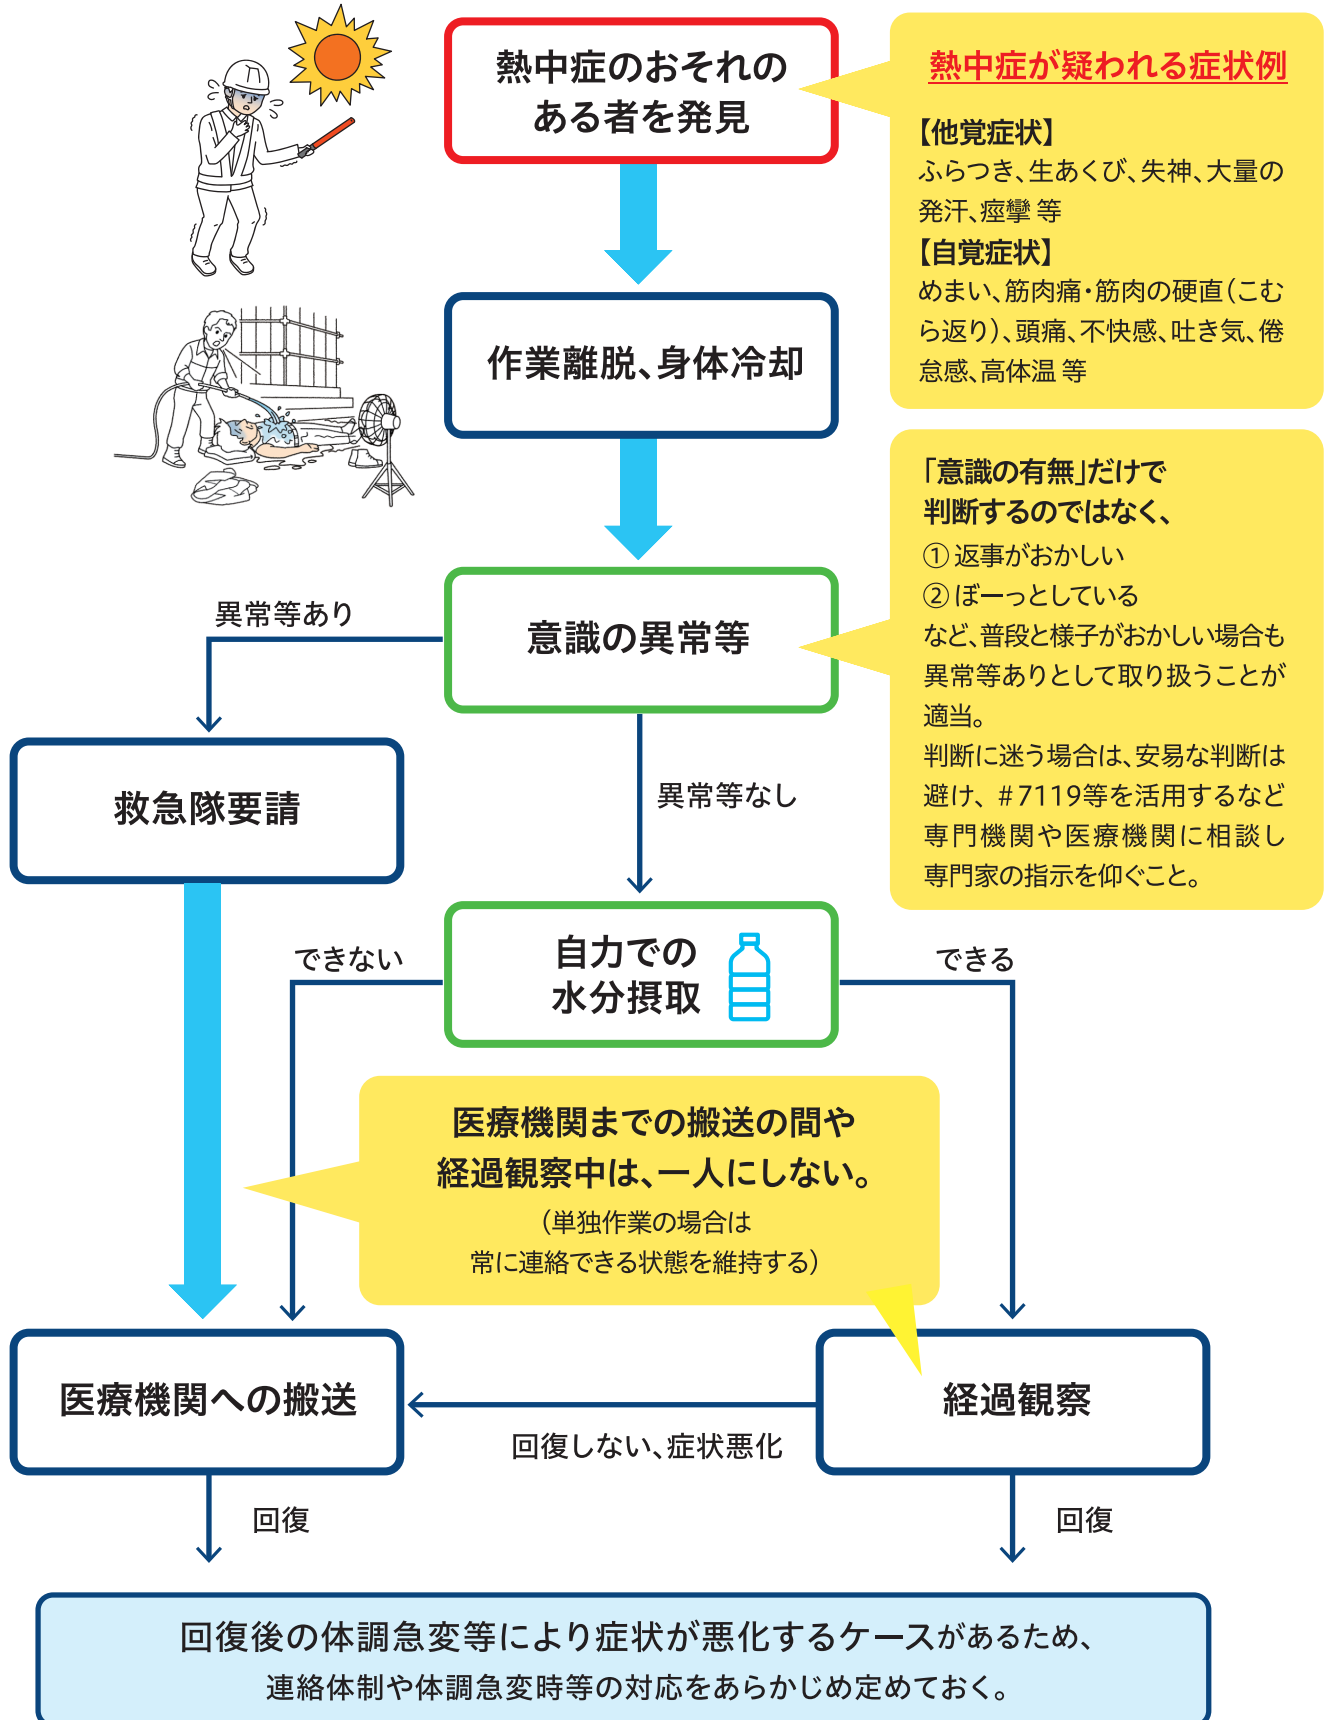 熱中症のおそれの
ある者を発見
熱中症が疑われる症状例
【他覚症状】
ふらつき、生あくび、失神、大量の
発汗、痙攣 等
【自覚症状】
めまい、筋肉痛・筋肉の硬直（こむ
ら返り）、頭痛、不快感、吐き気、倦
怠感、高体温 等
作業離脱、身体冷却
「意識の有無」だけで
判断するのではなく、
① 返事がおかしい
② ぼーっとしている
など、普段と様子がおかしい場合も
異常等ありとして取り扱うことが
適当。
判断に迷う場合は、安易な判断は
避け、#7119等を活用するなど
専門機関や医療機関に相談し
専門家の指示を仰ぐこと。
意識の異常等
異常等あり
異常等なし
救急隊要請
自力での
水分摂取
できない
できる
医療機関までの搬送の間や
経過観察中は、一人にしない。
（単独作業の場合は
常に連絡できる状態を維持する）
医療機関への搬送
経過観察
回復しない、症状悪化
回復
回復
回復後の体調急変等により症状が悪化するケースがあるため、
連絡体制や体調急変時等の対応をあらかじめ定めておく。